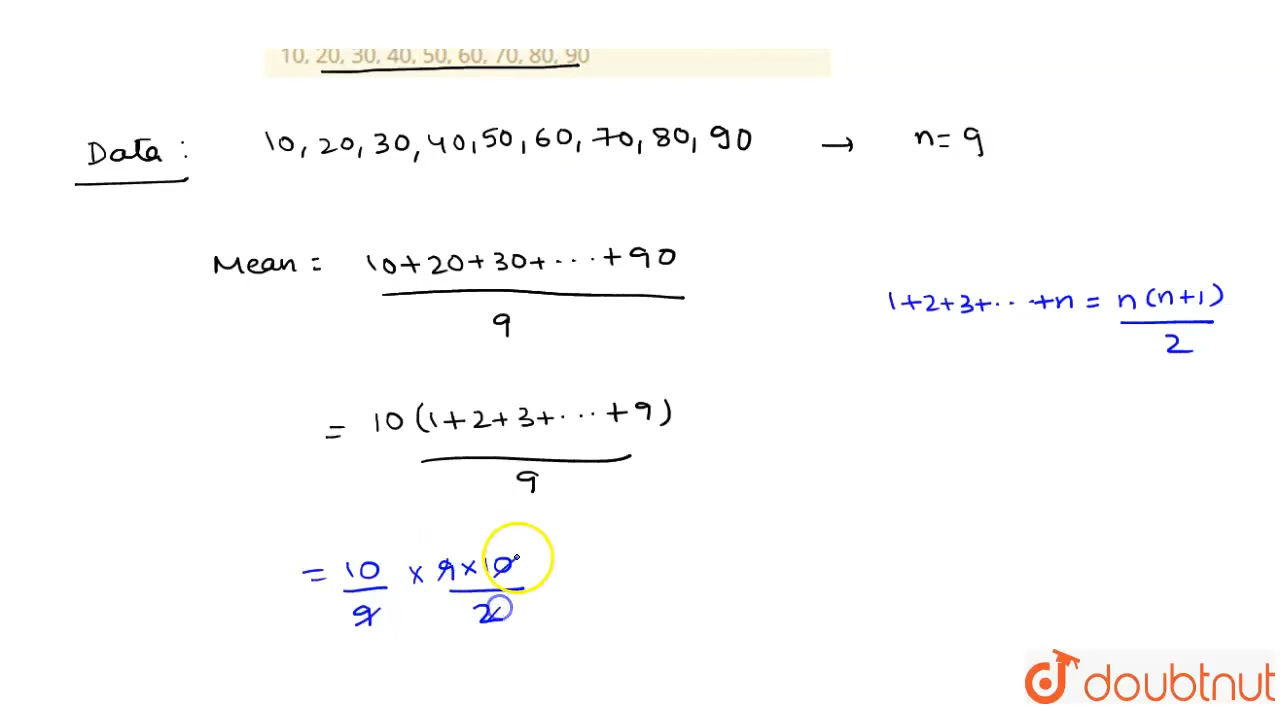 10, 20, 30, 40, 50, 60, 70, 80, 90
Data : 10, 20, 30, 40, 50, 60, 70, 80, 90 → n = 9
Mean = 10+20+30+...+90
9
1+2+3+...+n = n(n+1)
2
= 10(1+2+3+...+9)
9
= 10 × 9×10
9 2
doubtnut